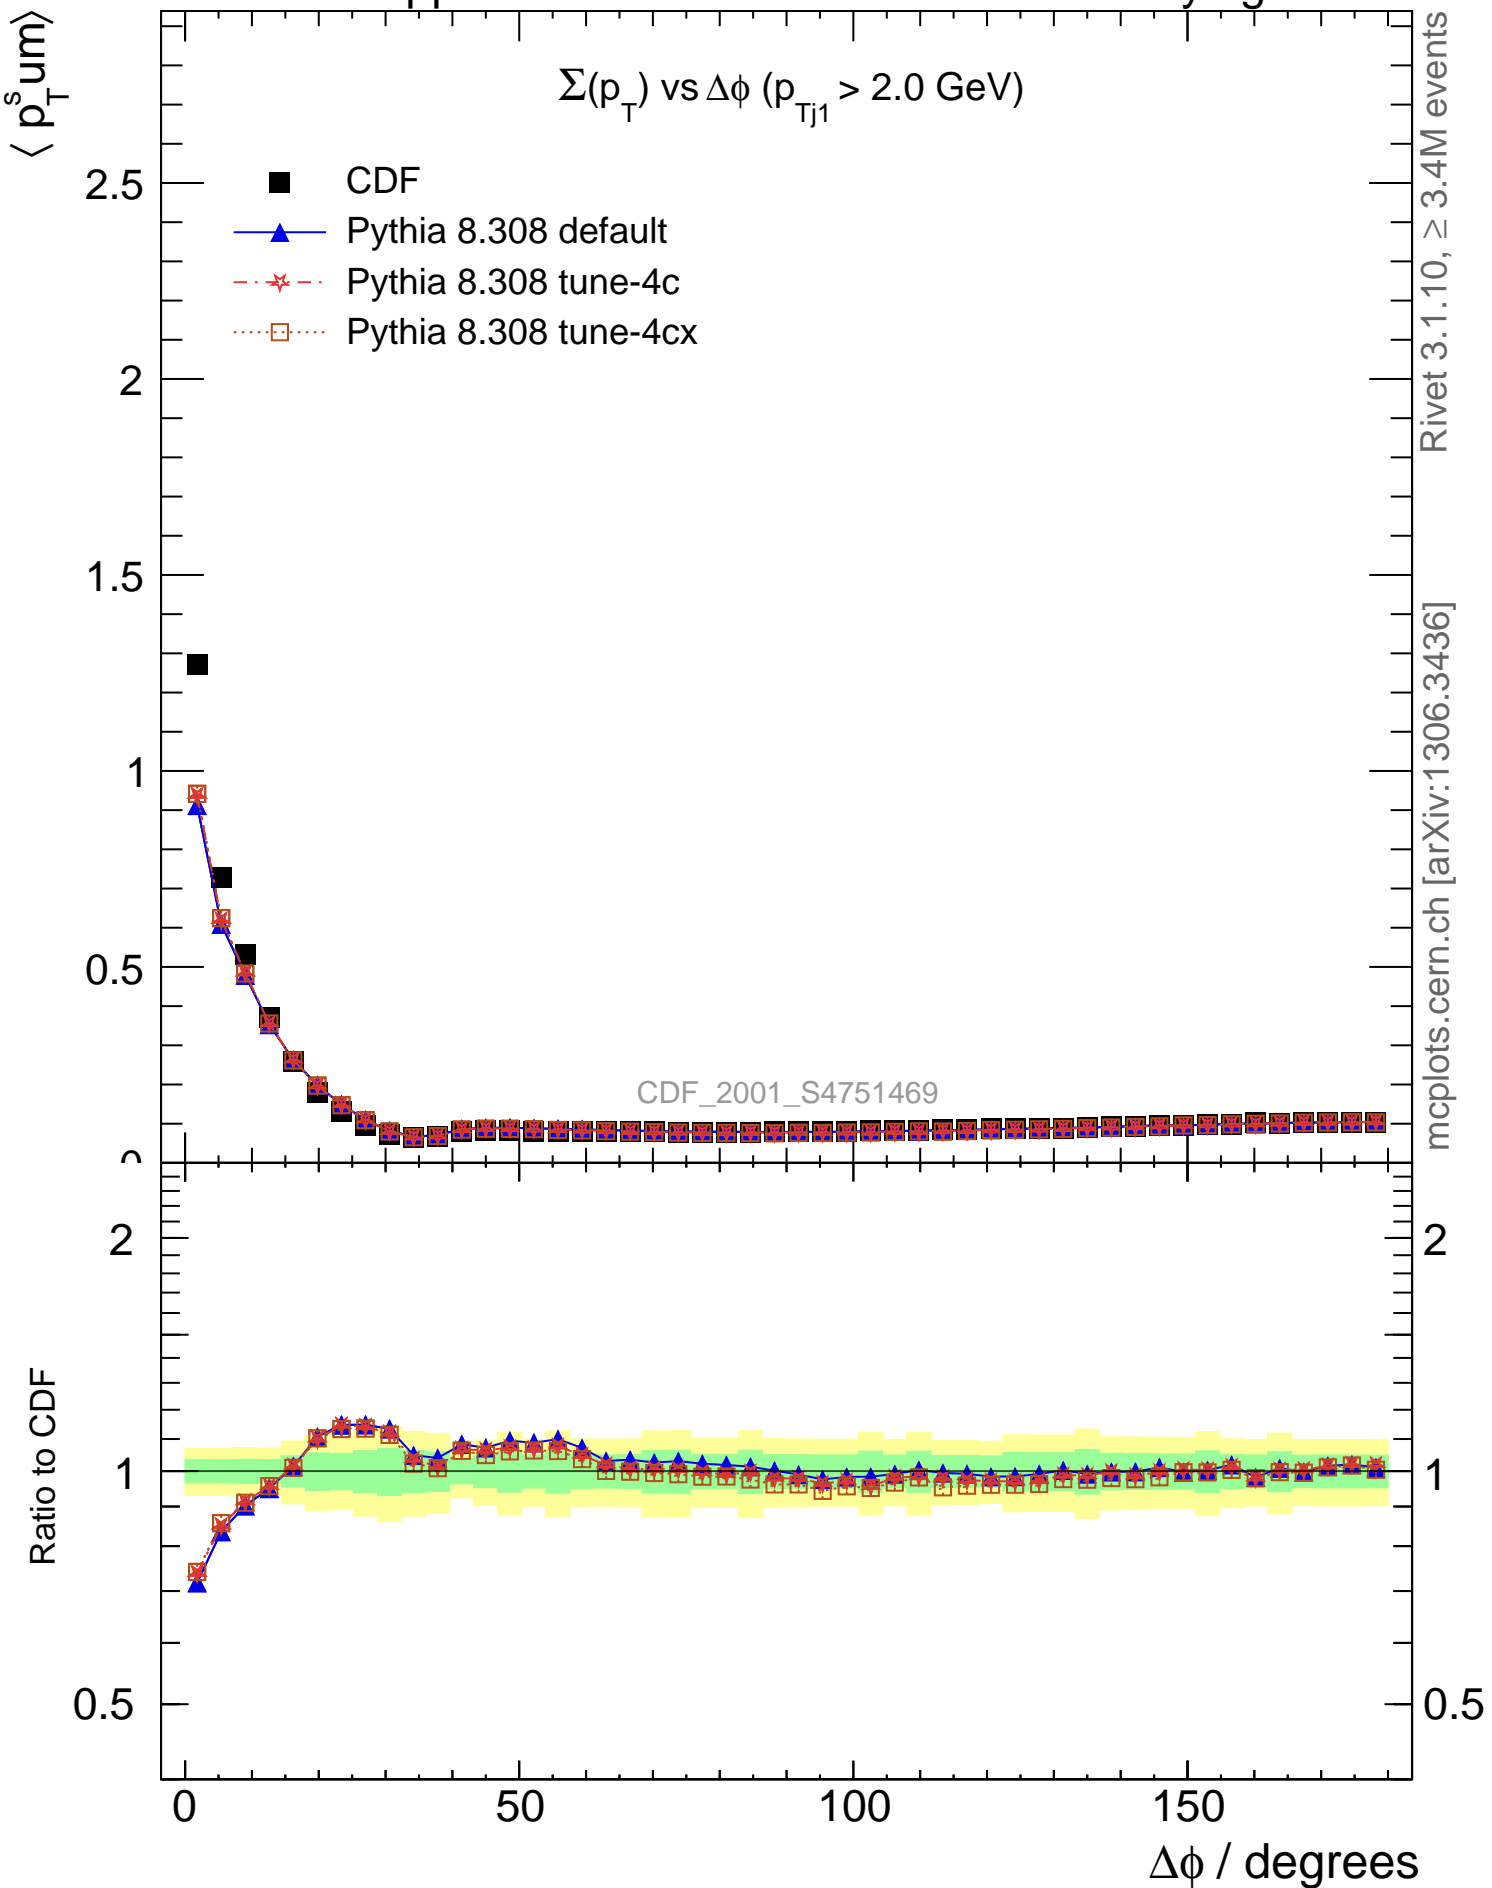 ⟨ p_T^s um⟩
Σ(p_T) vs Δϕ (p_Tj1 > 2.0 GeV)
CDF
Pythia 8.308 default
Pythia 8.308 tune-4c
Pythia 8.308 tune-4cx
2.5
2
1.5
1
0.5
0
CDF_2001_S4751469
Rivet 3.1.10, ≥ 3.4M events
mcplots.cern.ch [arXiv:1306.3436]
Ratio to CDF
2
1
0.5
2
1
0.5
0
50
100
150
Δϕ / degrees